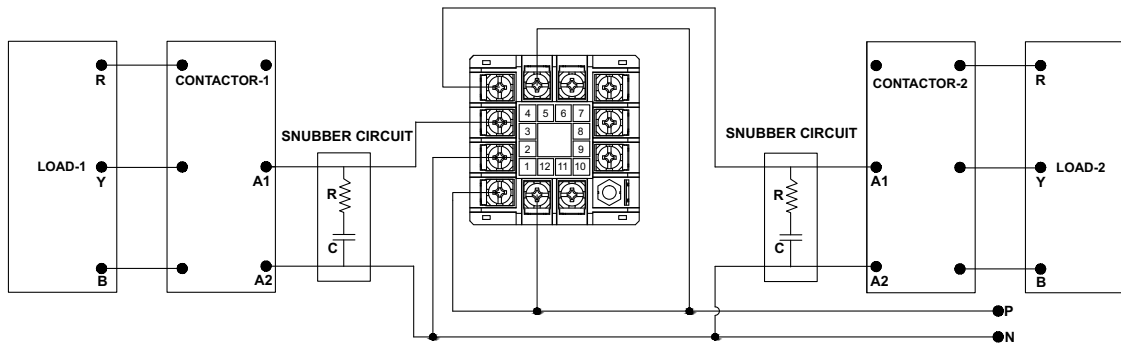 R
CONTACTOR-1
SNUBBER CIRCUIT
LOAD-1
Y
A1
R
C
B
A2
4 5 6 7
3 8
2 9
1 12 11 10
CONTACTOR-2
R
SNUBBER CIRCUIT
A1
Y
LOAD-2
R
C
A2
B
P
N